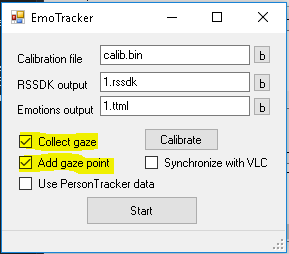 EmoTracker
Calibration file calib.bin b
RSSDK output 1.rssdk b
Emotions output 1.ttml b
Collect gaze Calibrate
Add gaze point Synchronize with VLC
Use PersonTracker data
Start